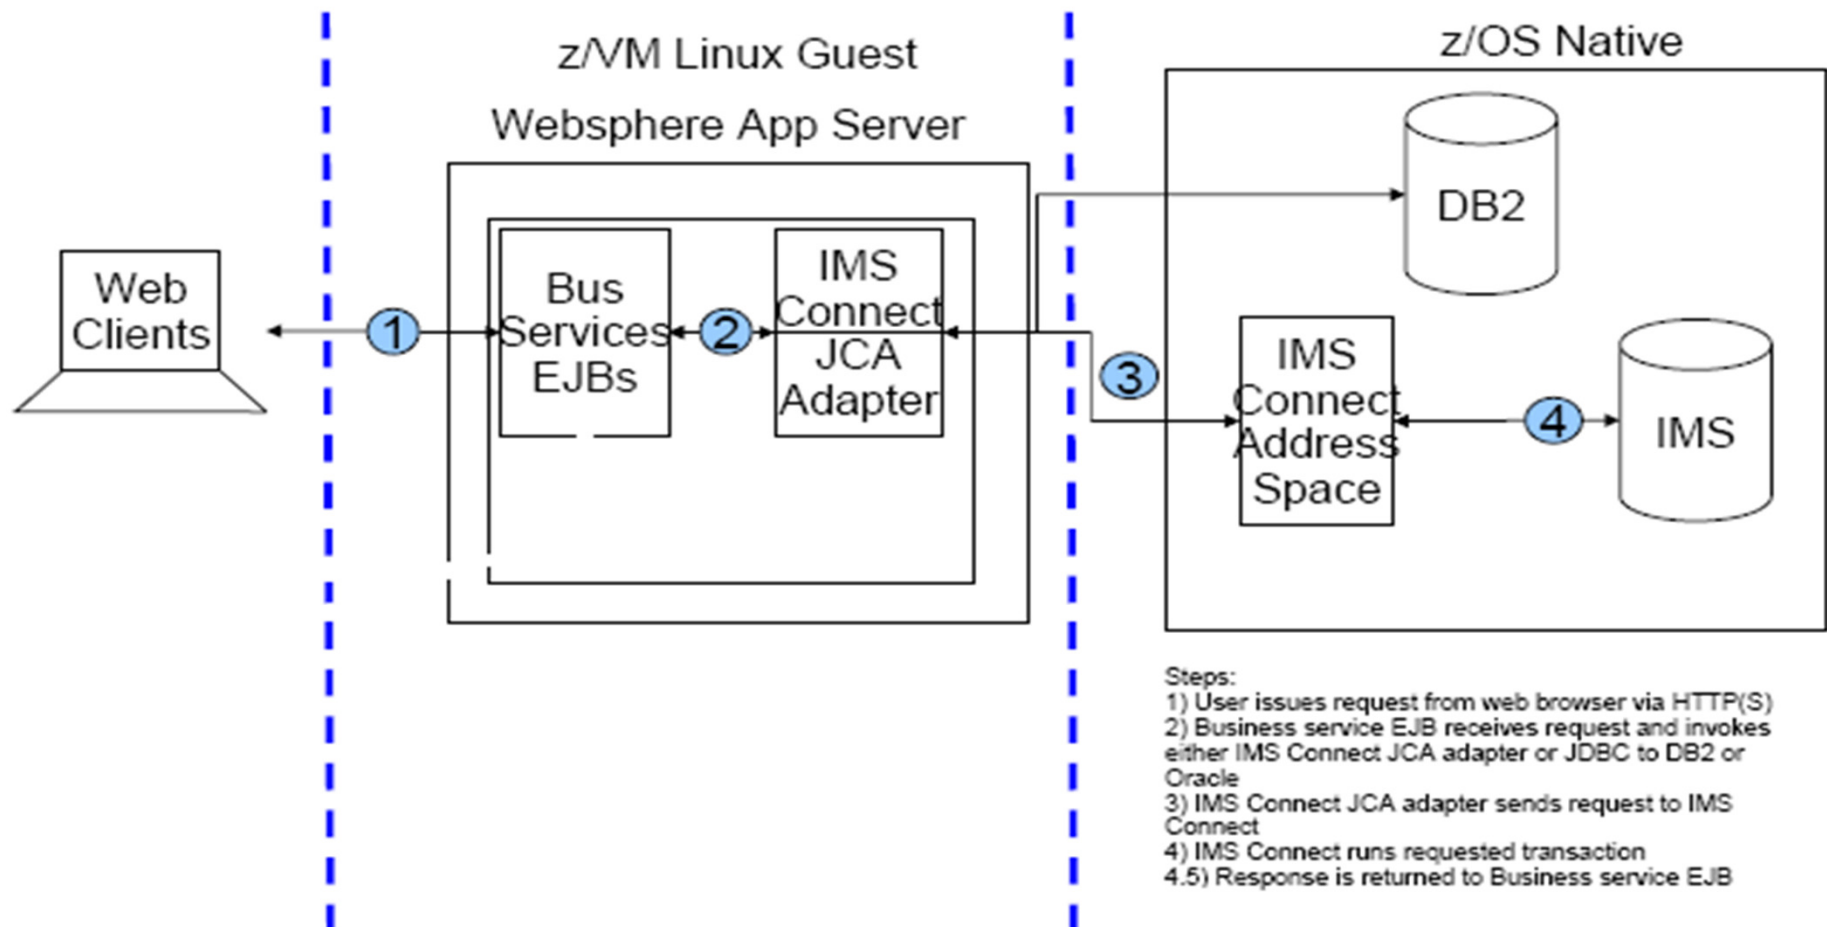 z/VM Linux Guest
Websphere App Server
z/OS Native
Web
Clients
1
Bus
Services
EJBs
2
IMS
Connect
JCA
Adapter
3
DB2
IMS
Connect
Address
Space
4
IMS
Steps:
1) User issues request from web browser via HTTP(S)
2) Business service EJB receives request and invokes
either IMS Connect JCA adapter or JDBC to DB2 or
Oracle
3) IMS Connect JCA adapter sends request to IMS
Connect
4) IMS Connect runs requested transaction
4.5) Response is returned to Business service EJB